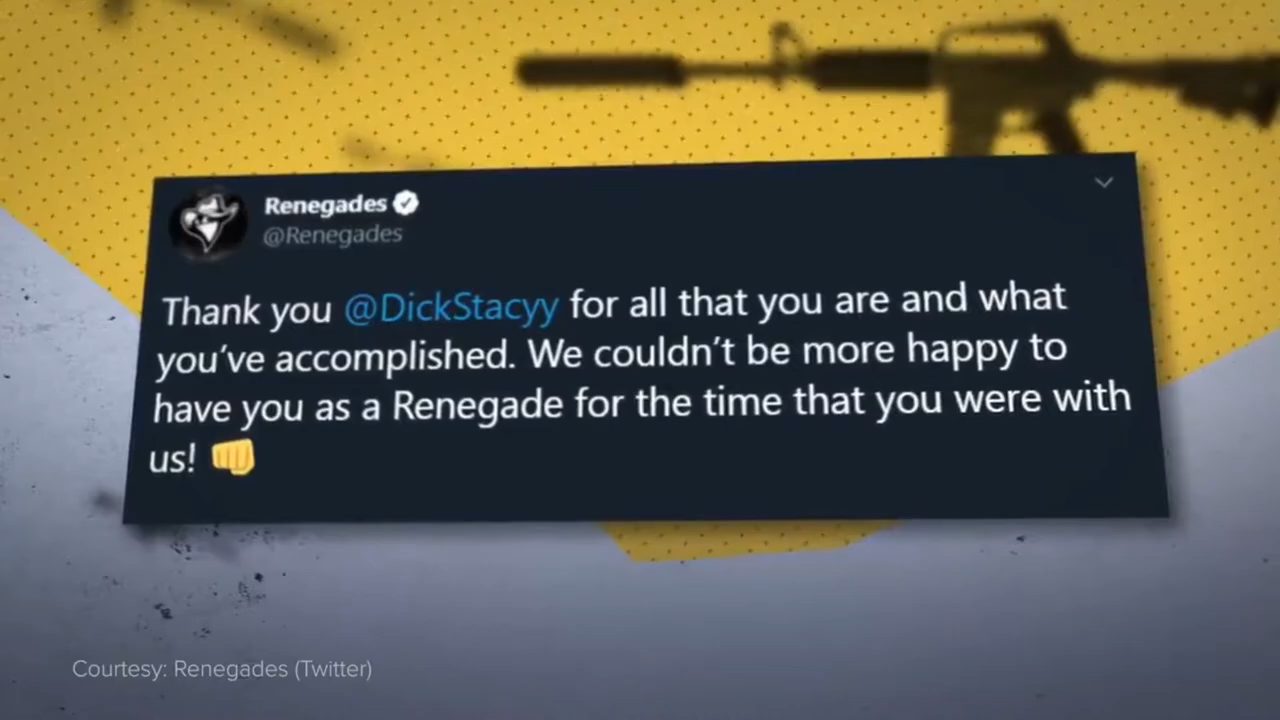 Renegades
@Renegades
Thank you @DickStacyy for all that you are and what
you've accomplished. We couldn't be more happy to
have you as a Renegade for the time that you were with
us! 👊
Courtesy: Renegades (Twitter)